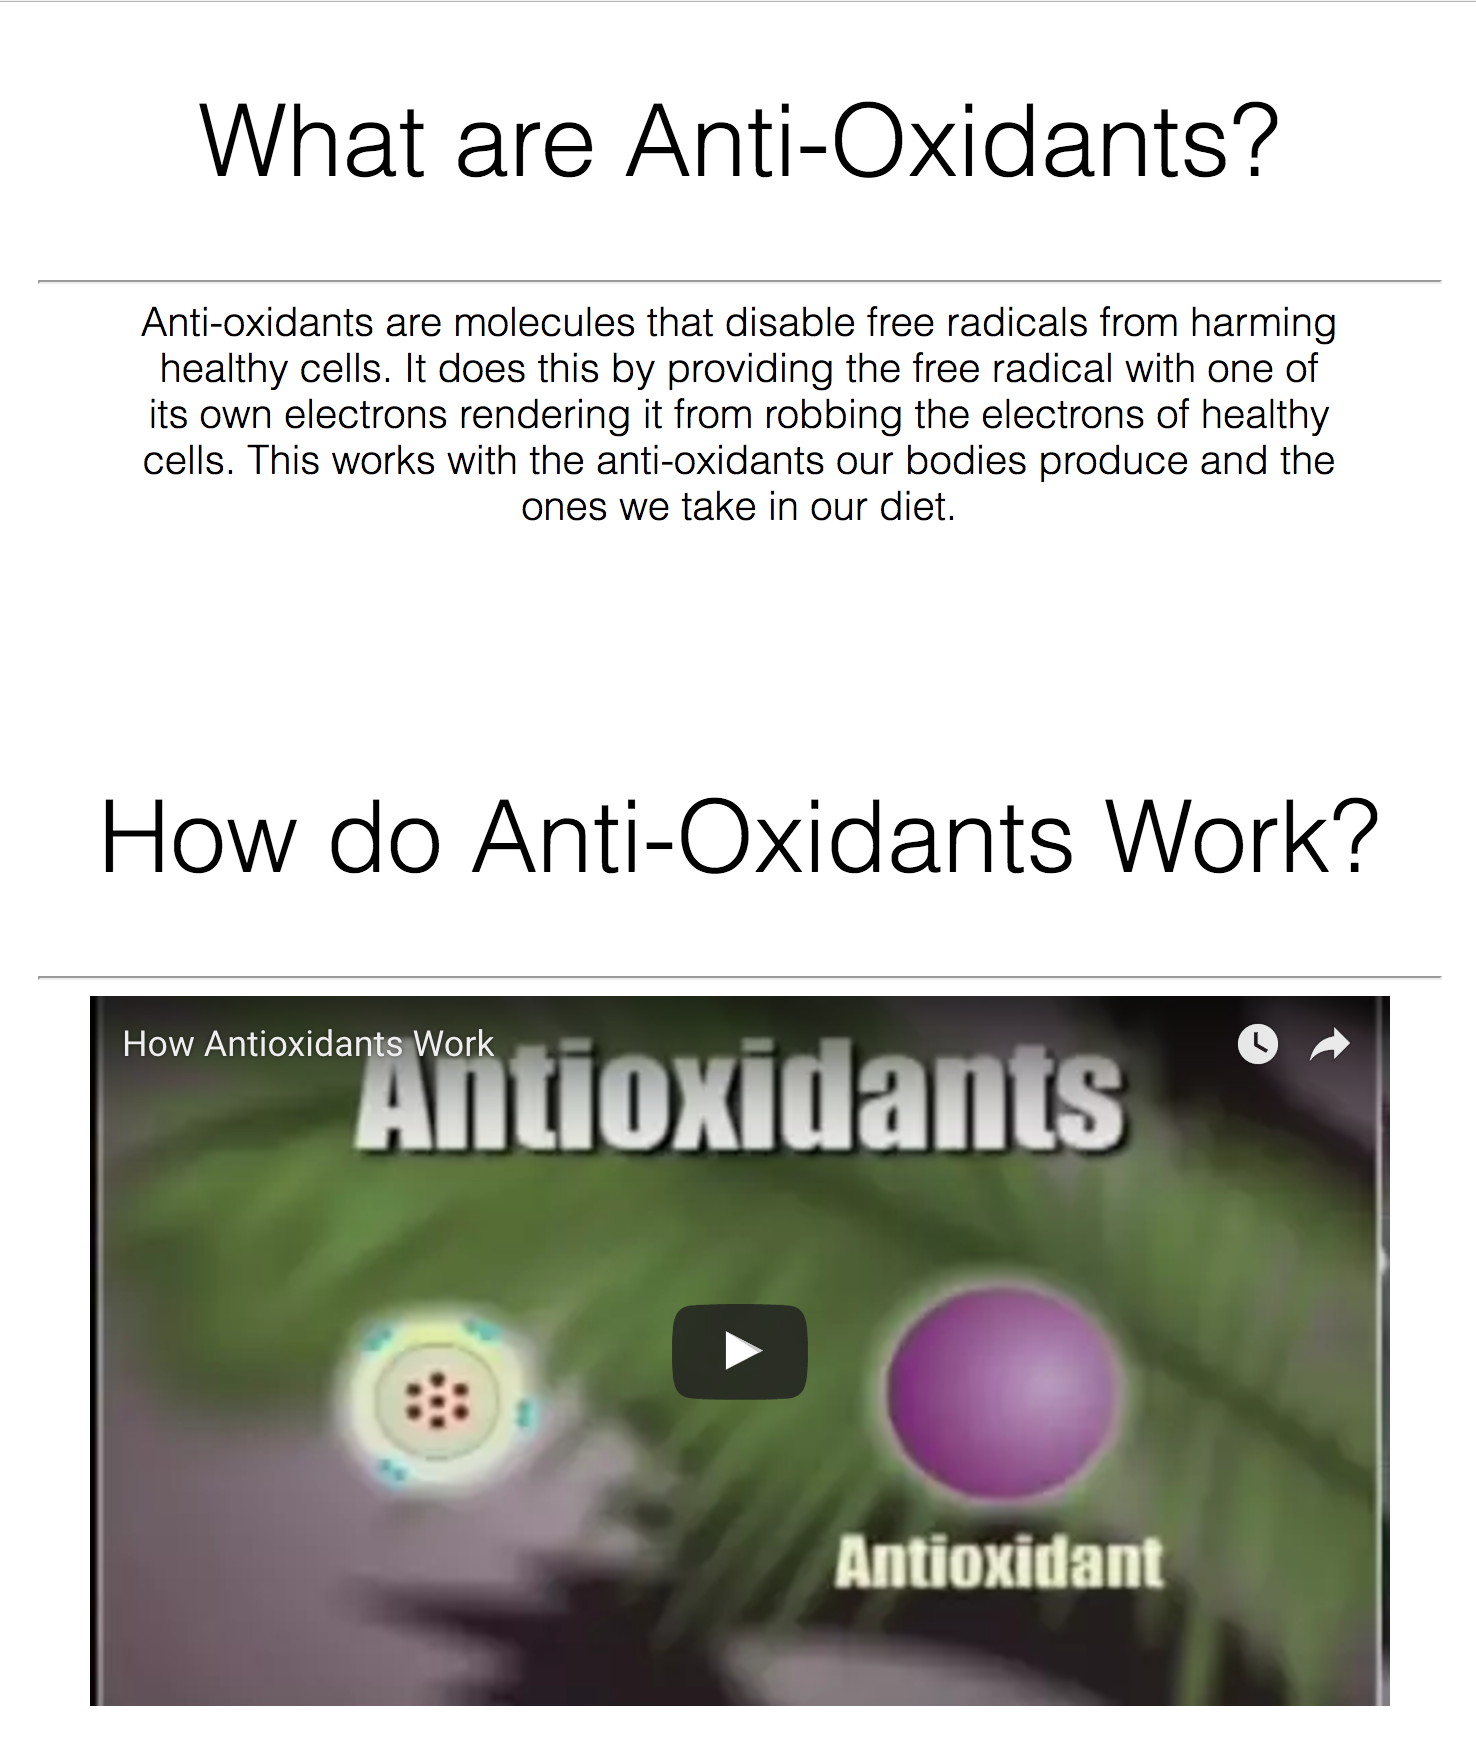 What are Anti-Oxidants?
Anti-oxidants are molecules that disable free radicals from harming
healthy cells. It does this by providing the free radical with one of
its own electrons rendering it from robbing the electrons of healthy
cells. This works with the anti-oxidants our bodies produce and the
ones we take in our diet.
How do Anti-Oxidants Work?
How Antioxidants Work
Antioxidants
Antioxidant